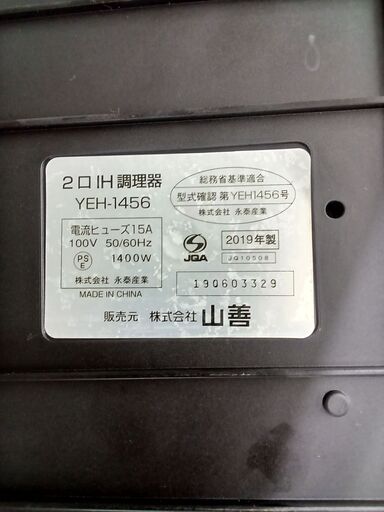 2口IH調理器
YEH-1456
電流ヒューズ15A
100V 50/60Hz
PSE 1400W
株式会社 永泰産業
MADE IN CHINA
総務省基準適合
型式確認 第YEH1456号
株式会社 永泰産業
JQA
2019年製
JQ10508
190603329
販売元 株式会社 山善